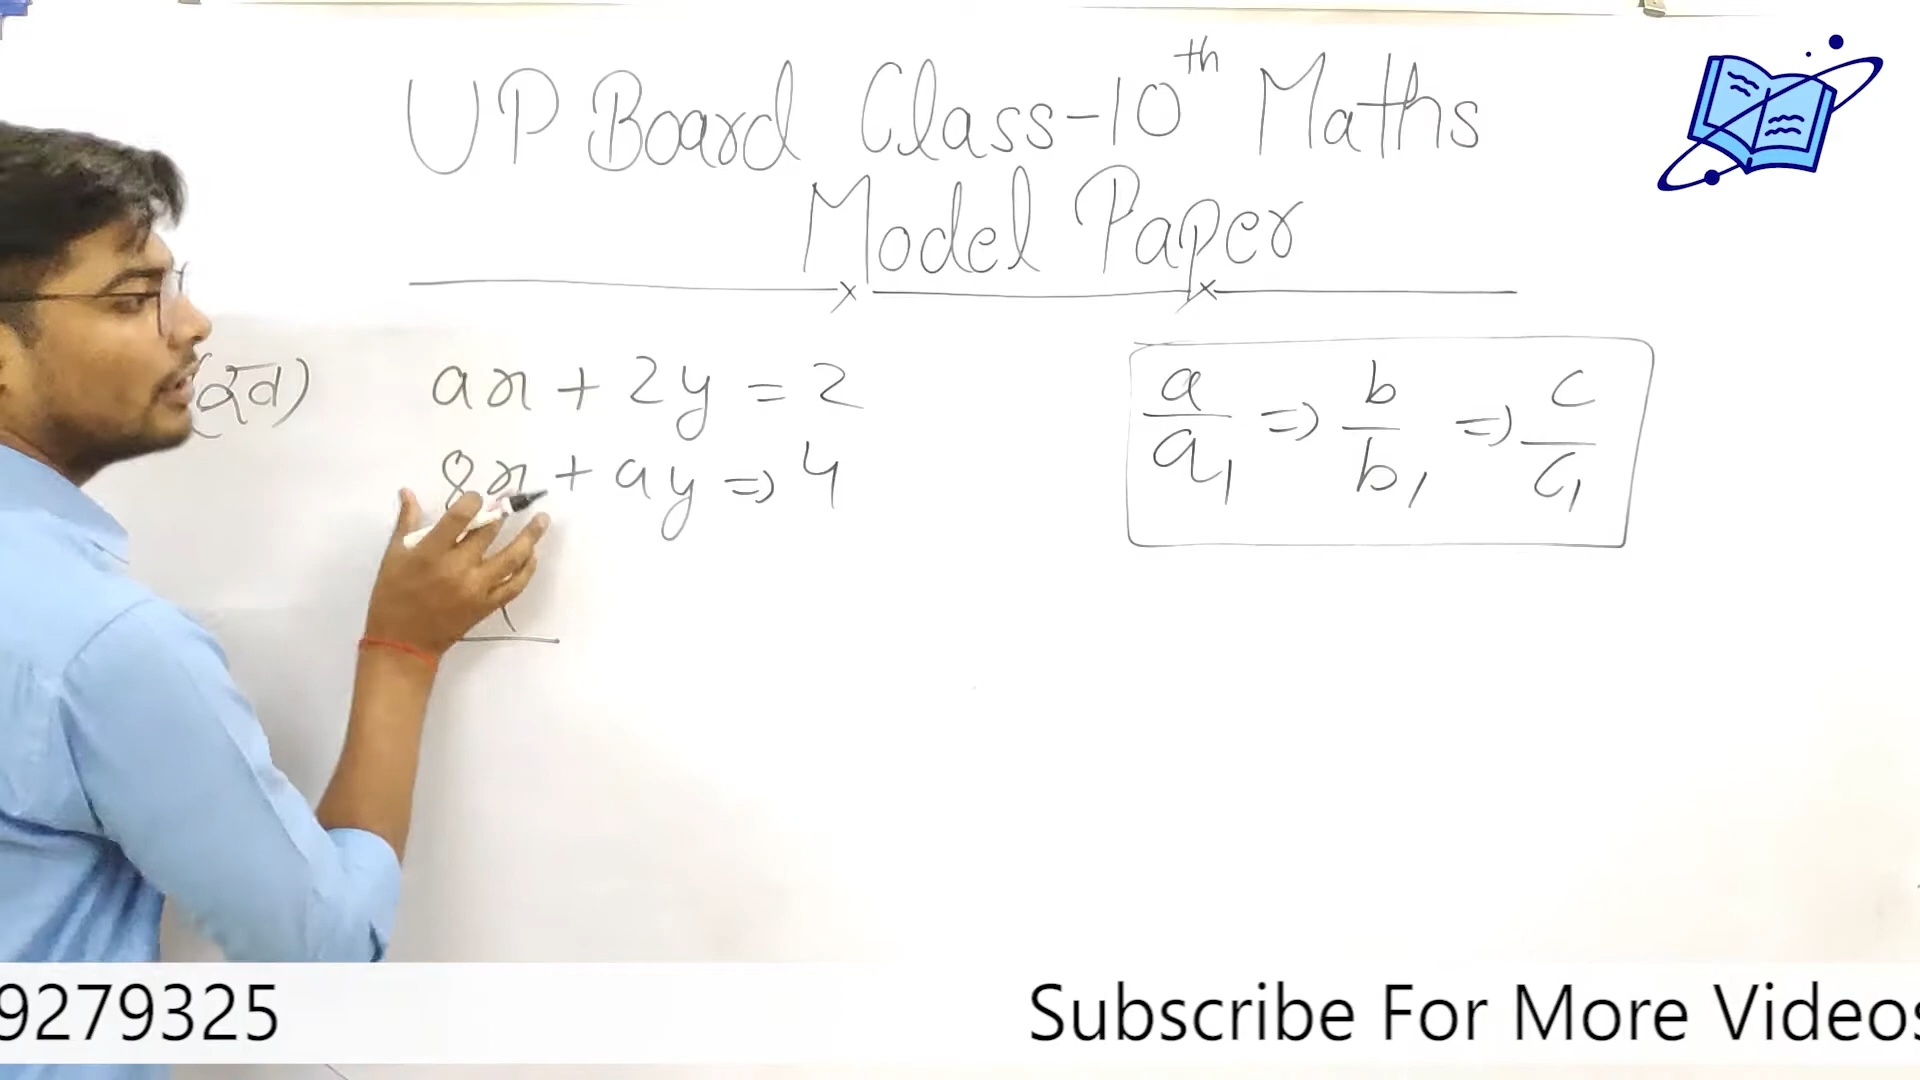 UP Board Class-10th Maths
Model Paper
ax + 2y = 2
8x + ay => 4
a/a1 => b/b1 => c/c1
9279325
Subscribe For More Videos